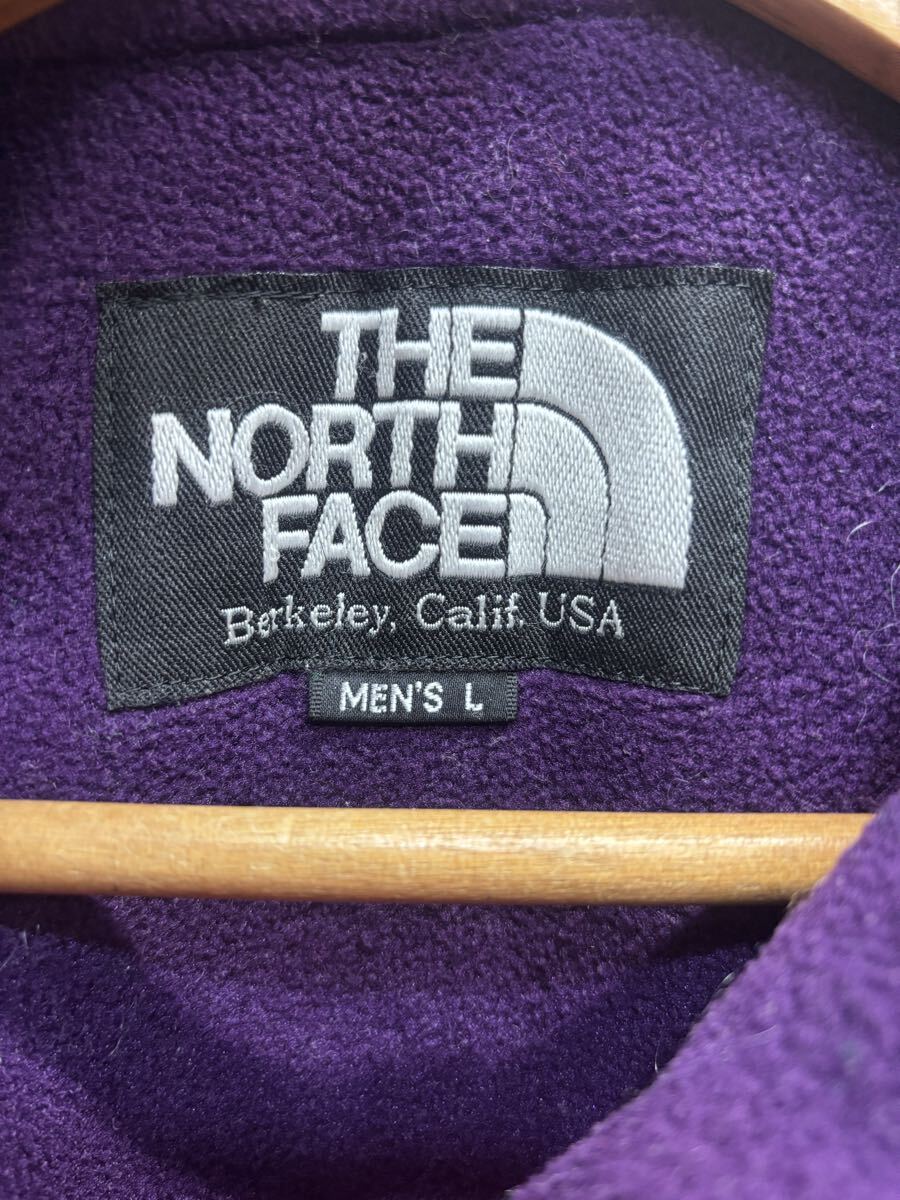 THE
NORTH
FACE
Berkeley, Calif. USA
MEN'S L